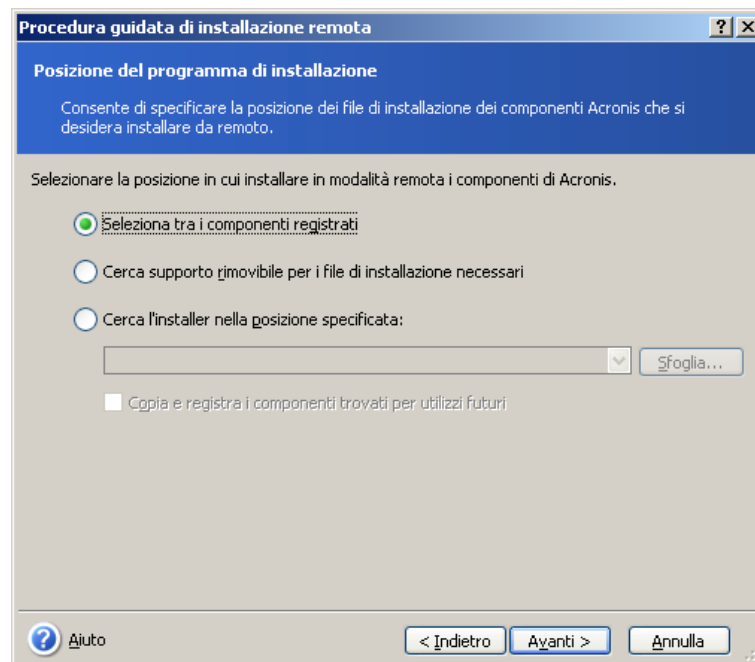 Procedura guidata di installazione remota
Posizione del programma di installazione
Consente di specificare la posizione dei file di installazione dei componenti Acronis che si
desidera installare da remoto.
Selezionare la posizione in cui installare in modalità remota i componenti di Acronis.
Seleziona tra i componenti registrati
Cerca supporto rimovibile per i file di installazione necessari
Cerca l'installer nella posizione specificata:
Sfoglia...
Copia e registra i componenti trovati per utilizzi futuri
Aiuto
< Indietro
Avanti >
Annulla